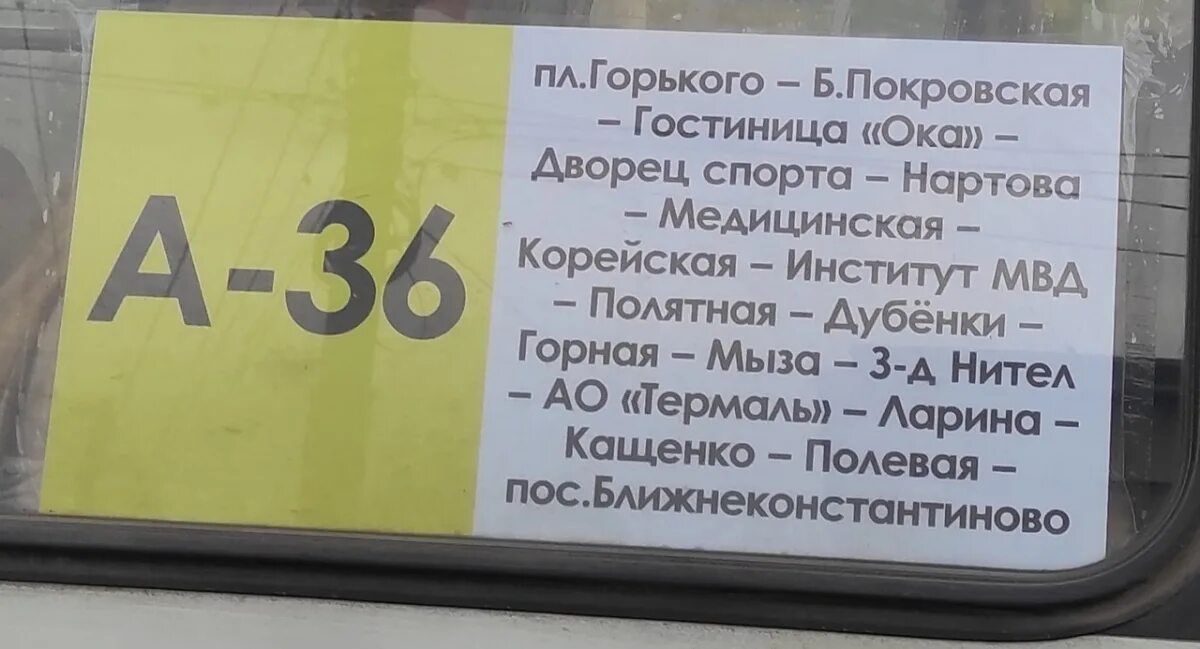 А-36
пл.Горького – Б.Покровская
– Гостиница «Ока» –
Дворец спорта – Нартова
– Медицинская –
Корейская – Институт МВД
– Полятная – Дубёнки –
Горная – Мыза – З-д Нител
– АО «Термаль» – Ларина –
Кащенко – Полевая –
пос.Ближнеконстантиново